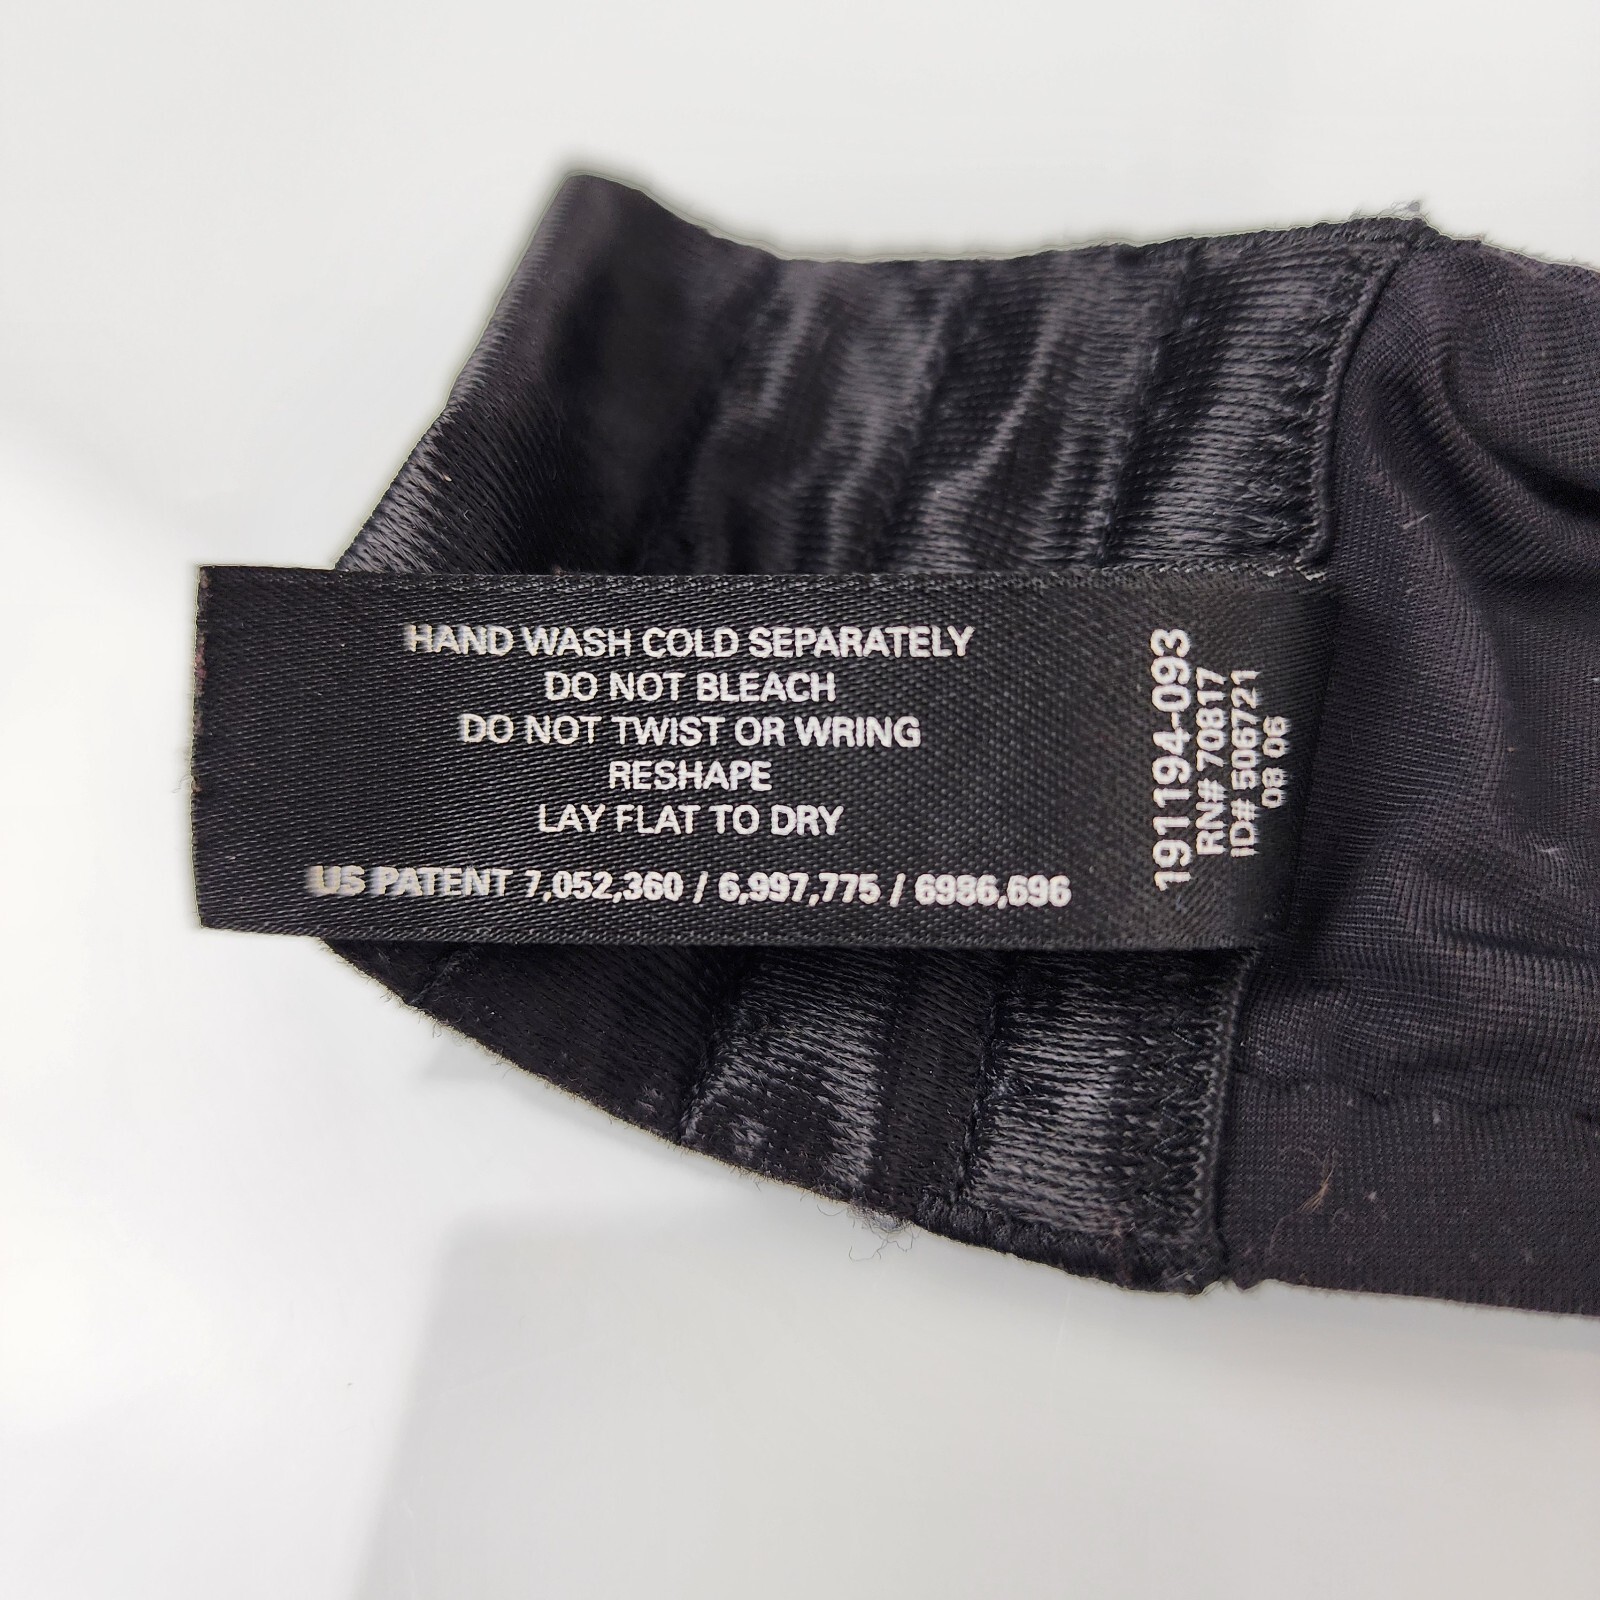 HAND WASH COLD SEPARATELY
DO NOT BLEACH
DO NOT TWIST OR WRING
RESHAPE
LAY FLAT TO DRY
US PATENT 7,052,360 / 6,997,775 / 6986,696
191194-093
RN# 70817
ID# 506721
08 06